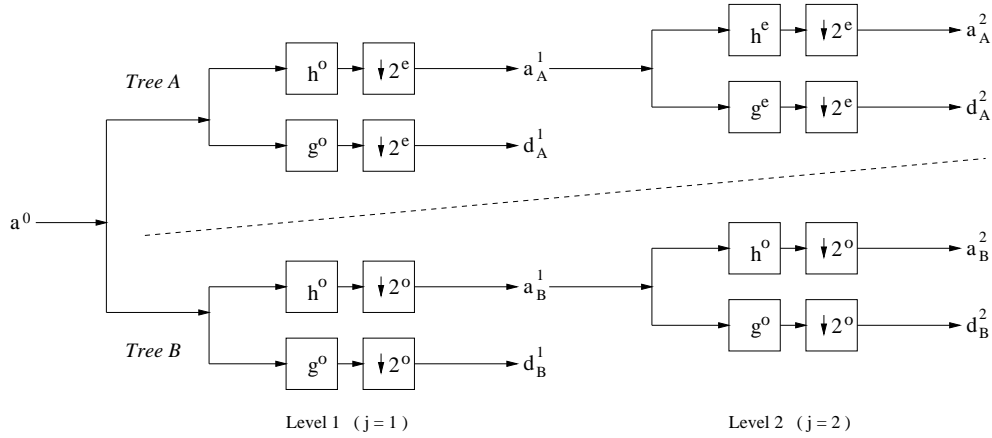 h^e ↓2^e a_A^2
Tree A h^o ↓2^e a_A^1
g^e ↓2^e d_A^2
g^o ↓2^e d_A^1
a^0
h^o ↓2^o a_B^2
h^o ↓2^o a_B^1
g^o ↓2^o d_B^2
Tree B g^o ↓2^o d_B^1
Level 1 ( j = 1 ) Level 2 ( j = 2 )